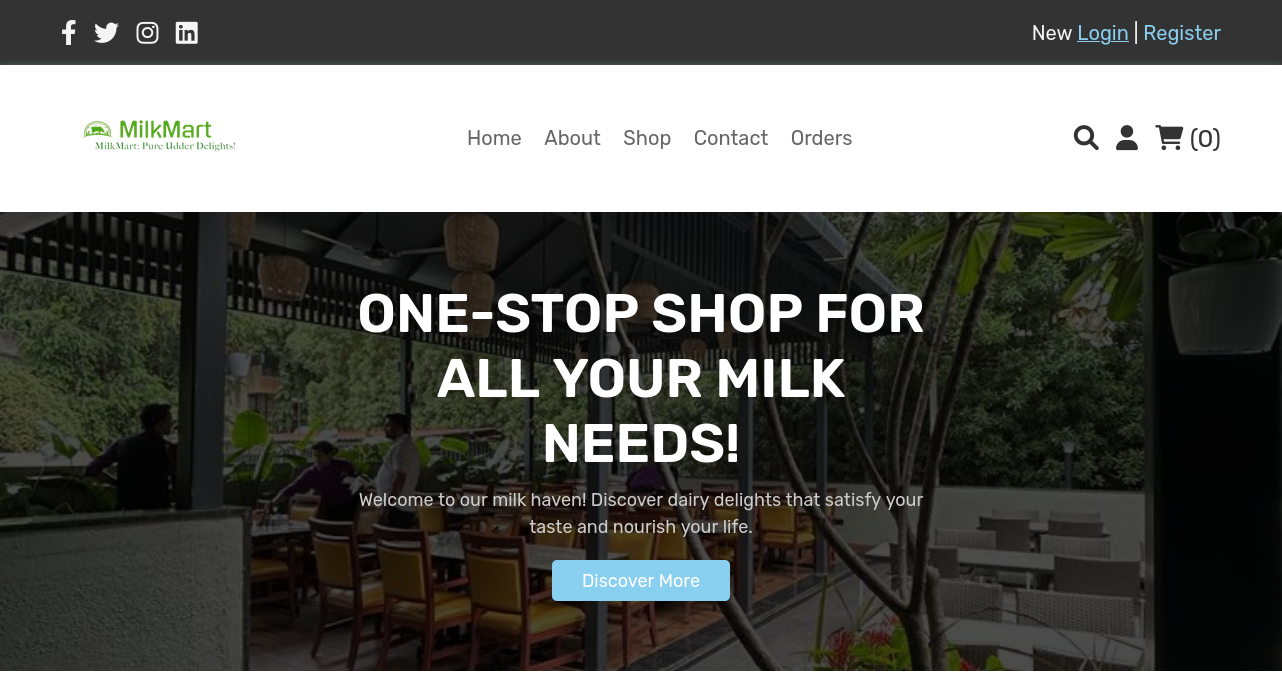 New Login | Register
MilkMart
MilkMart: Pure Udder Delights!
Home About Shop Contact Orders
(0)
ONE-STOP SHOP FOR
ALL YOUR MILK
NEEDS!
Welcome to our milk haven! Discover dairy delights that satisfy your
taste and nourish your life.
Discover More